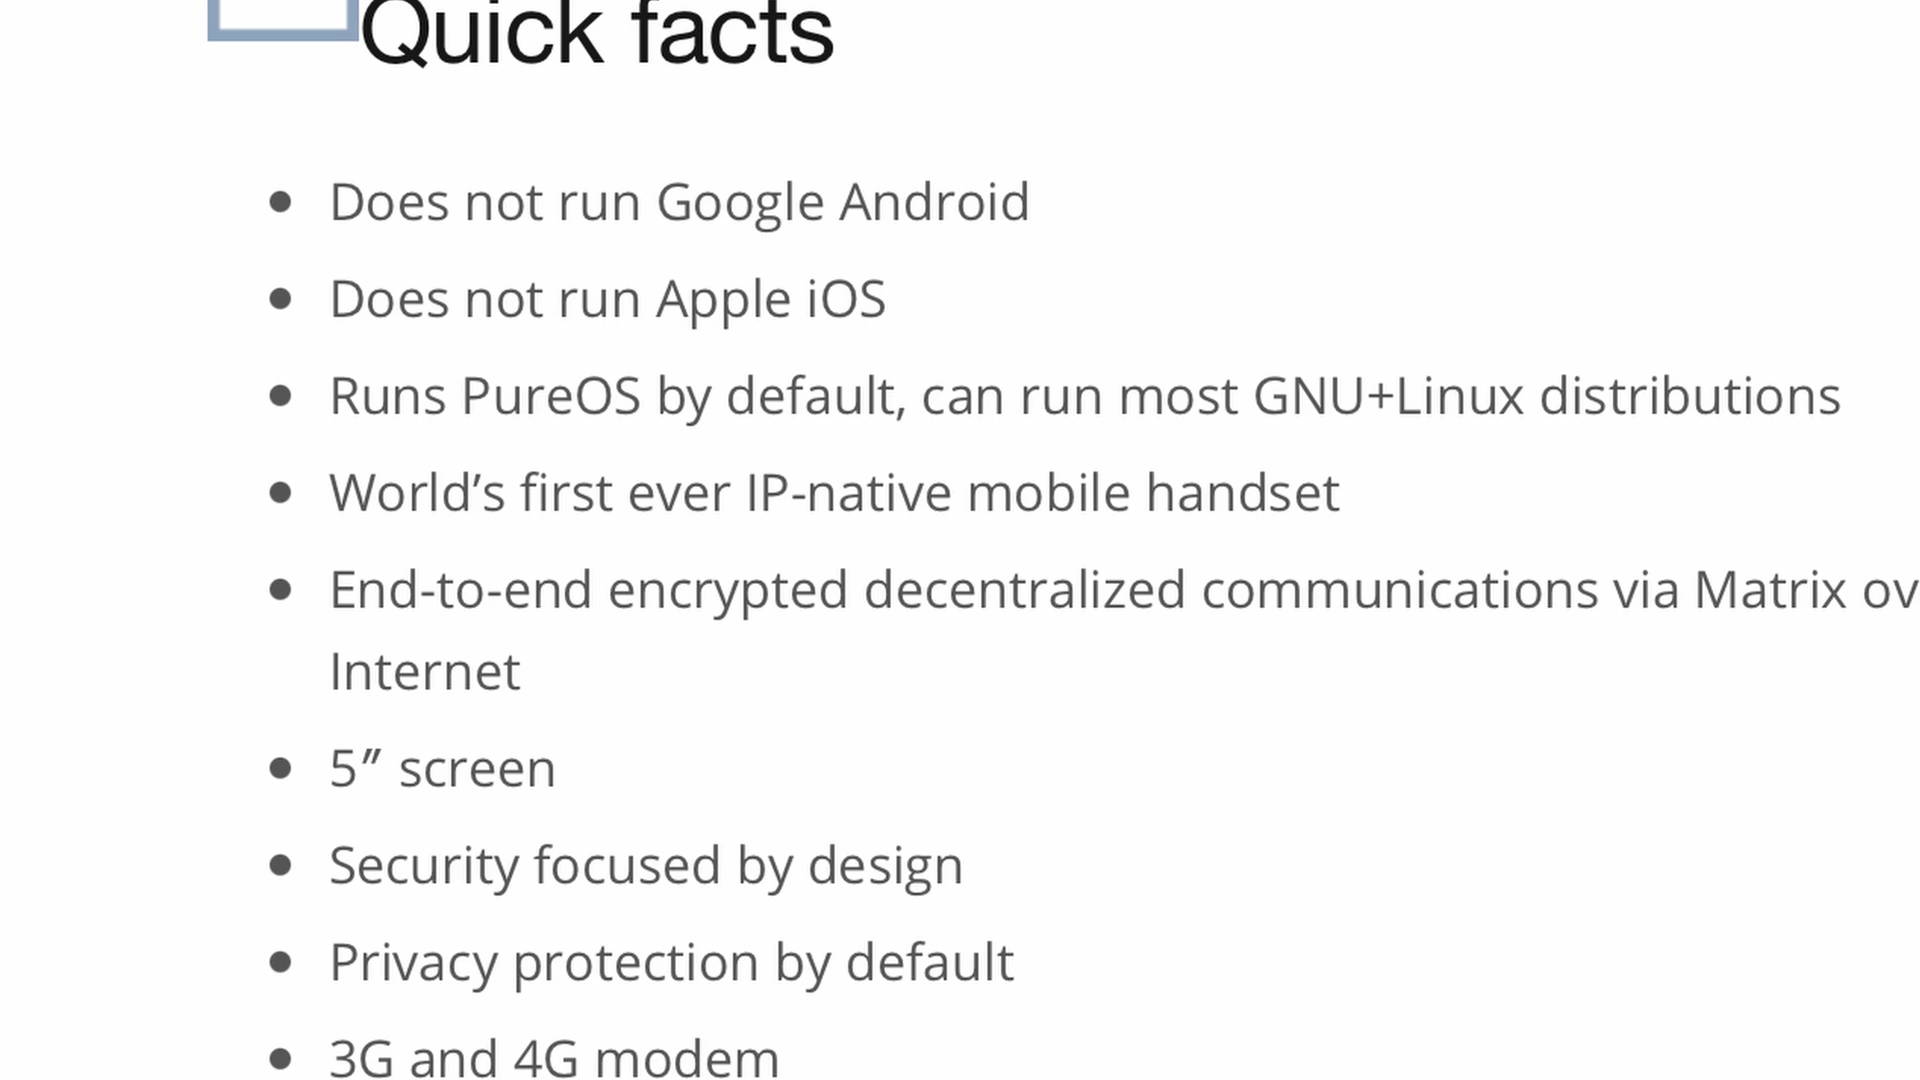 Quick facts
Does not run Google Android
Does not run Apple iOS
Runs PureOS by default, can run most GNU+Linux distributions
World’s first ever IP-native mobile handset
End-to-end encrypted decentralized communications via Matrix ov
Internet
5″ screen
Security focused by design
Privacy protection by default
3G and 4G modem